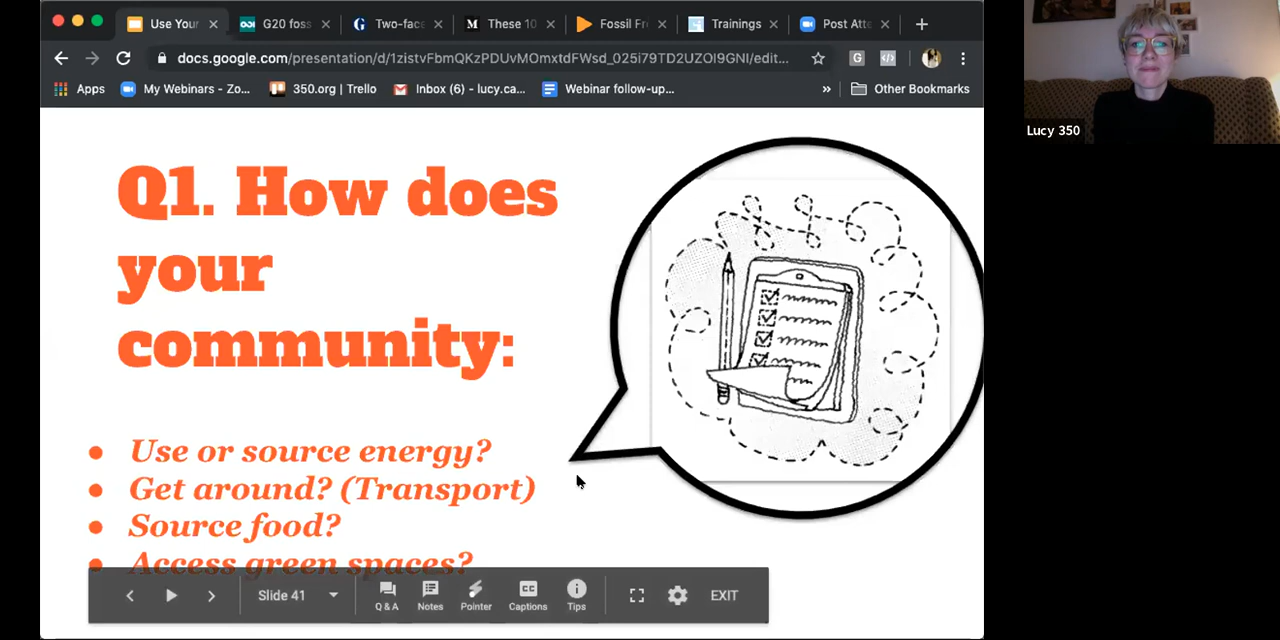 Use Your
G20 foss
Two-face
These 10
Fossil Fr
Trainings
Post Atte
docs.google.com/presentation/d/1zistvFbmQKzPDUvMOmxtdFWsd_025i79TD2UZOl9GNI/edit...
G
Apps
My Webinars - Zo...
350.org | Trello
Inbox (6) - lucy.ca...
Webinar follow-up...
»
Other Bookmarks
Lucy 350
Q1. How does
your
community:
Use or source energy?
Get around? (Transport)
Source food?
Access green spaces?
Slide 41
Q & A
Notes
Pointer
Captions
Tips
EXIT